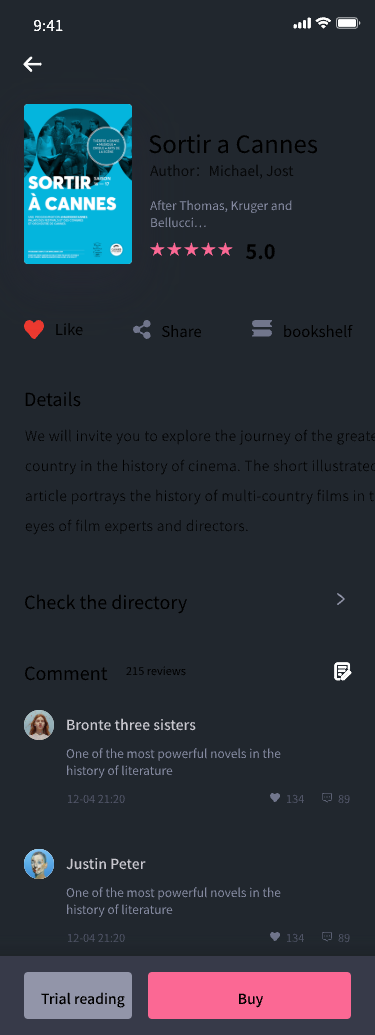 9:41
SORTIR
À CANNES
Sortir a Cannes
Author： Michael, Jost
After Thomas, Kruger and
Bellucci...
5.0
Like
Share
bookshelf
Details
We will invite you to explore the journey of the greate
country in the history of cinema. The short illustrated
article portrays the history of multi-country films in t
eyes of film experts and directors.
Check the directory
Comment 215 reviews
Bronte three sisters
One of the most powerful novels in the
history of literature
12-04 21:20 134 89
Justin Peter
One of the most powerful novels in the
history of literature
12-04 21:20 134 89
Trial reading
Buy